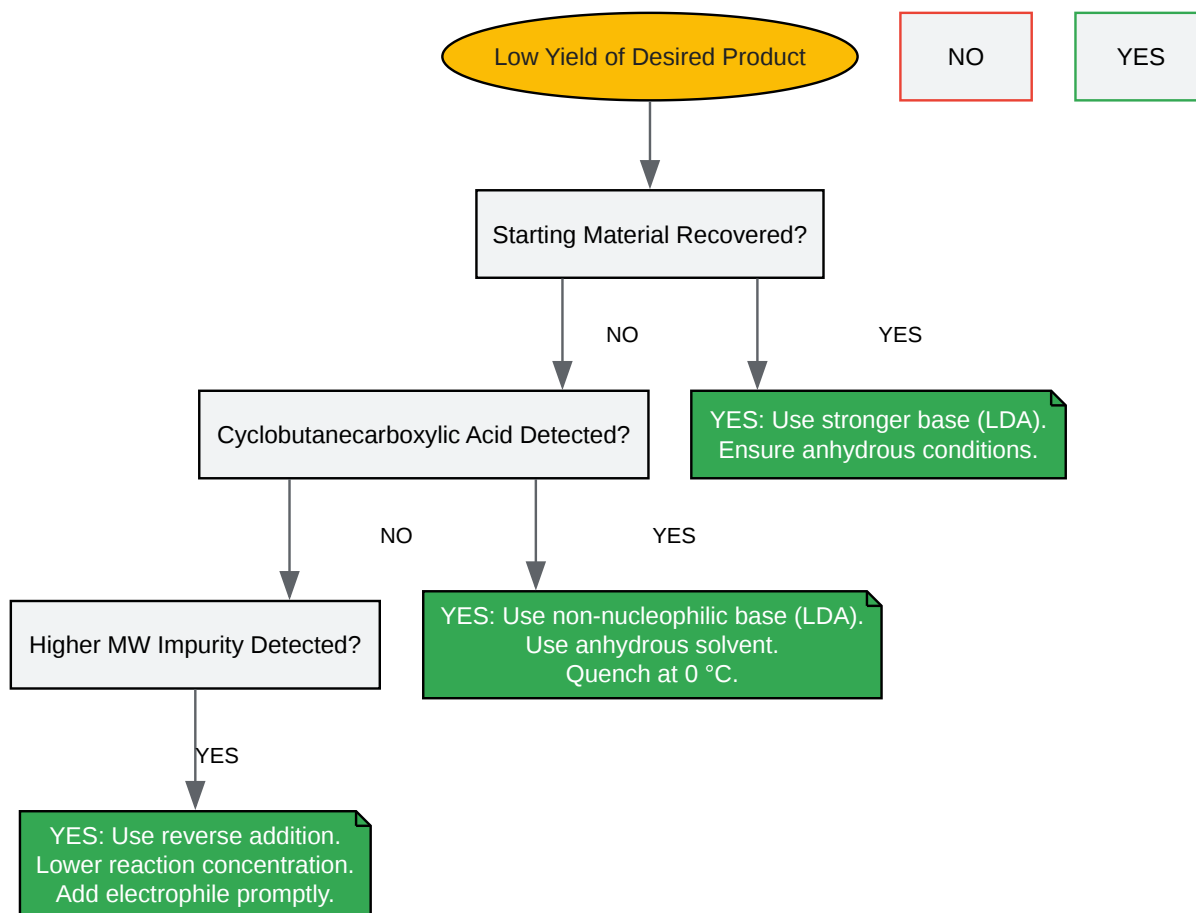 Low Yield of Desired Product
NO
YES
Starting Material Recovered?
NO
YES
Cyclobutanecarboxylic Acid Detected?
YES: Use stronger base (LDA).
Ensure anhydrous conditions.
NO
YES
Higher MW Impurity Detected?
YES: Use non-nucleophilic base (LDA).
Use anhydrous solvent.
Quench at 0 °C.
YES
YES: Use reverse addition.
Lower reaction concentration.
Add electrophile promptly.